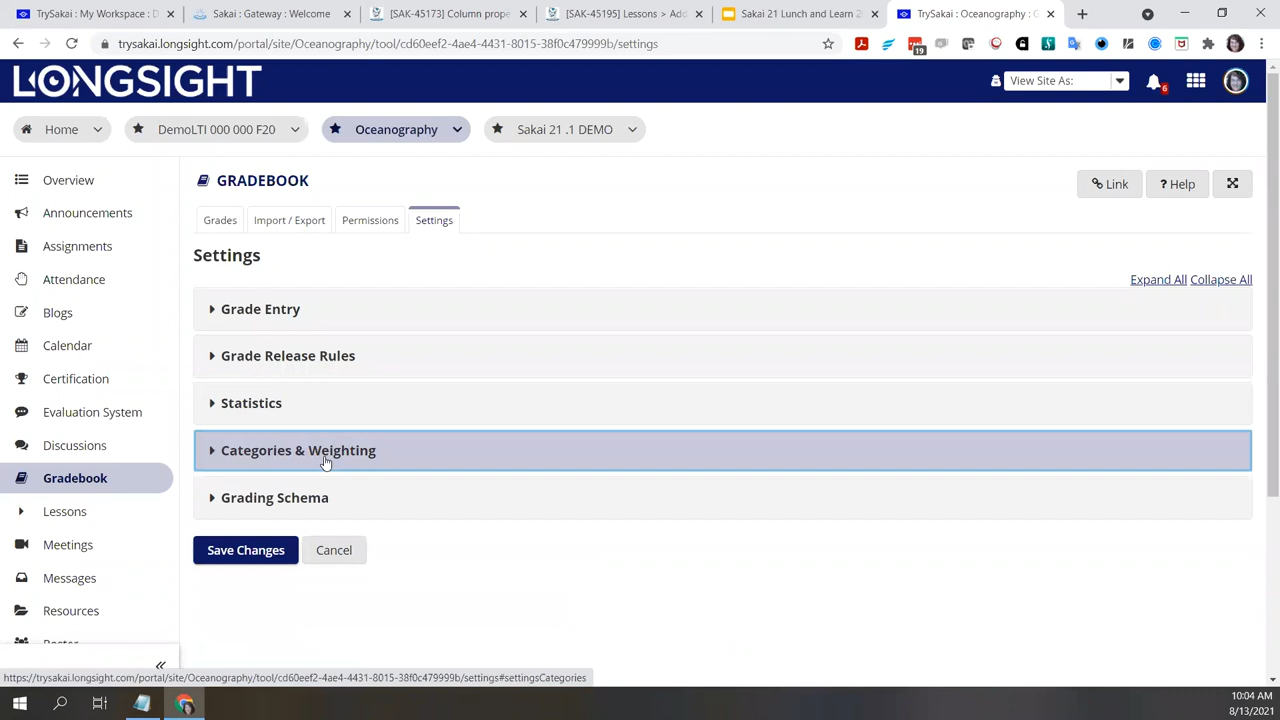 TrySakai : My Workspace : D
Sakai : Gateway : Welcome
[SAK-45173] Column prope
[SAK-45195] Lessons > Add
Sakai 21 Lunch and Learn 2
TrySakai : Oceanography : G
trysakai.longsight.com/portal/site/Oceanography/tool/cd60eef2-4ae4-4431-8015-38f0c479999b/settings
19
LONGSIGHT
View Site As:
6
Home
DemoLTI 000 000 F20
Oceanography
Sakai 21 .1 DEMO
Overview
Announcements
Assignments
Attendance
Blogs
Calendar
Certification
Evaluation System
Discussions
Gradebook
Lessons
Meetings
Messages
Resources
GRADEBOOK
Link
? Help
Grades
Import / Export
Permissions
Settings
Settings
Expand All Collapse All
Grade Entry
Grade Release Rules
Statistics
Categories & Weighting
Grading Schema
Save Changes
Cancel
https://trysakai.longsight.com/portal/site/Oceanography/tool/cd60eef2-4ae4-4431-8015-38f0c479999b/settings#settingsCategories
10:04 AM
8/13/2021